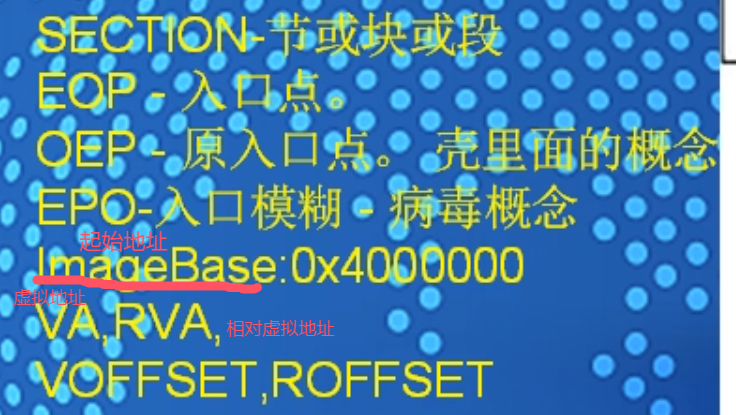 SECTION-节或块或段
EOP - 入口点。
OEP - 原入口点。 壳里面的概念
EPO-入口模糊 - 病毒概念
起始地址
ImageBase:0x4000000
虚拟地址
VA,RVA, 相对虚拟地址
VOFFSET,ROFFSET